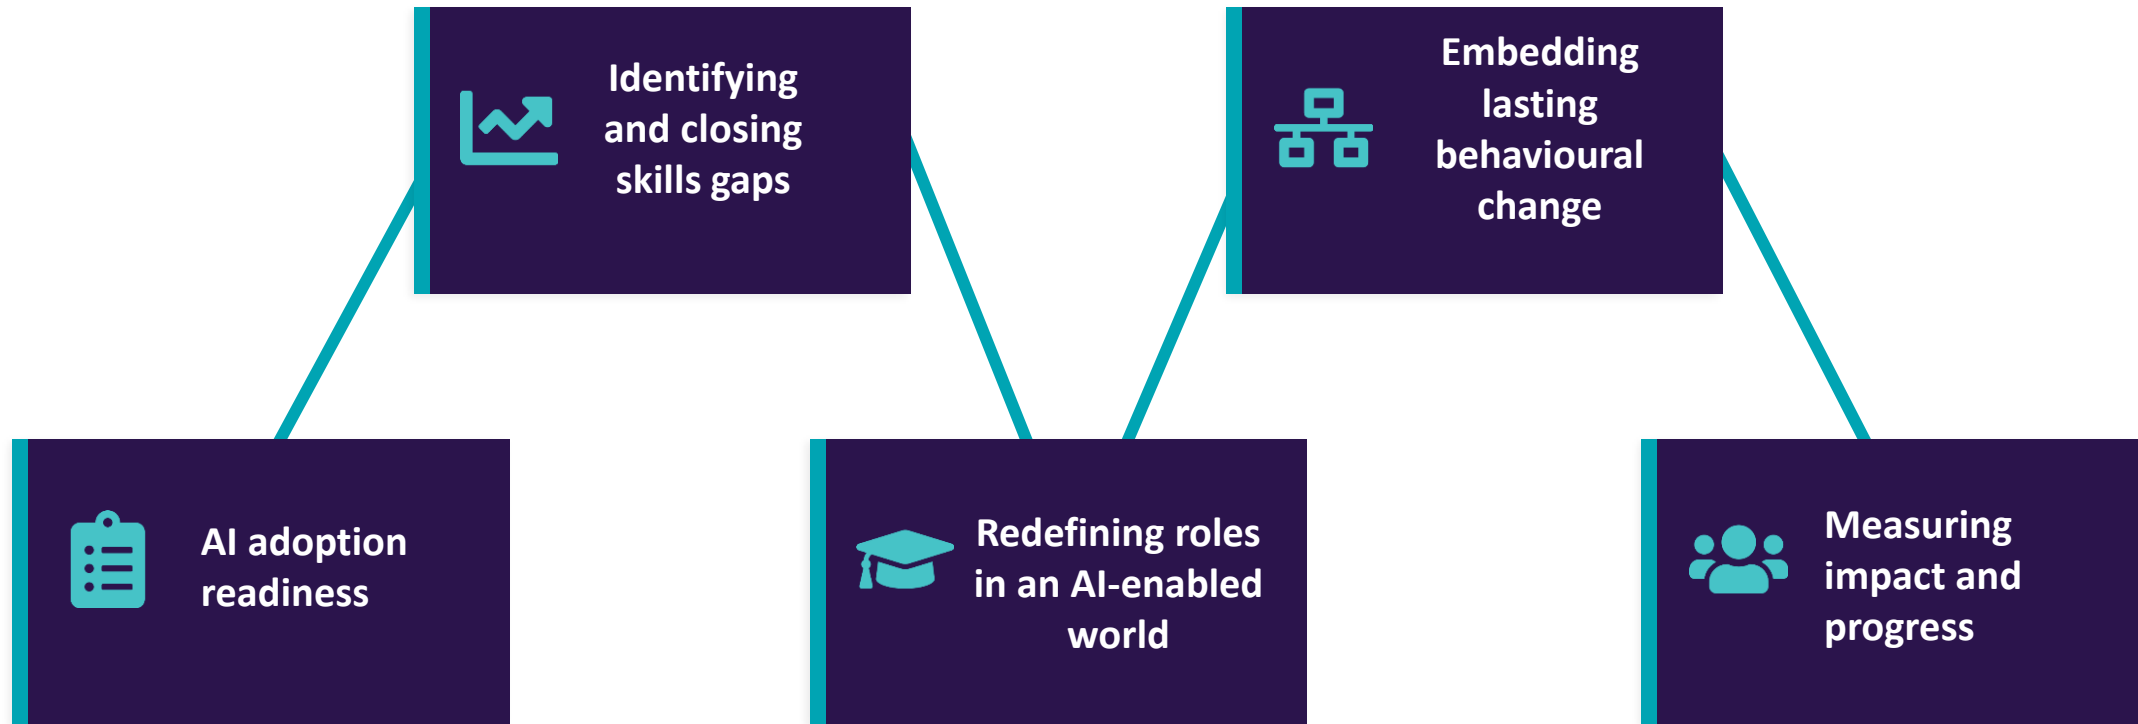 Identifying
and closing
skills gaps
Embedding
lasting
behavioural
change
AI adoption
readiness
Redefining roles
in an AI-enabled
world
Measuring
impact and
progress